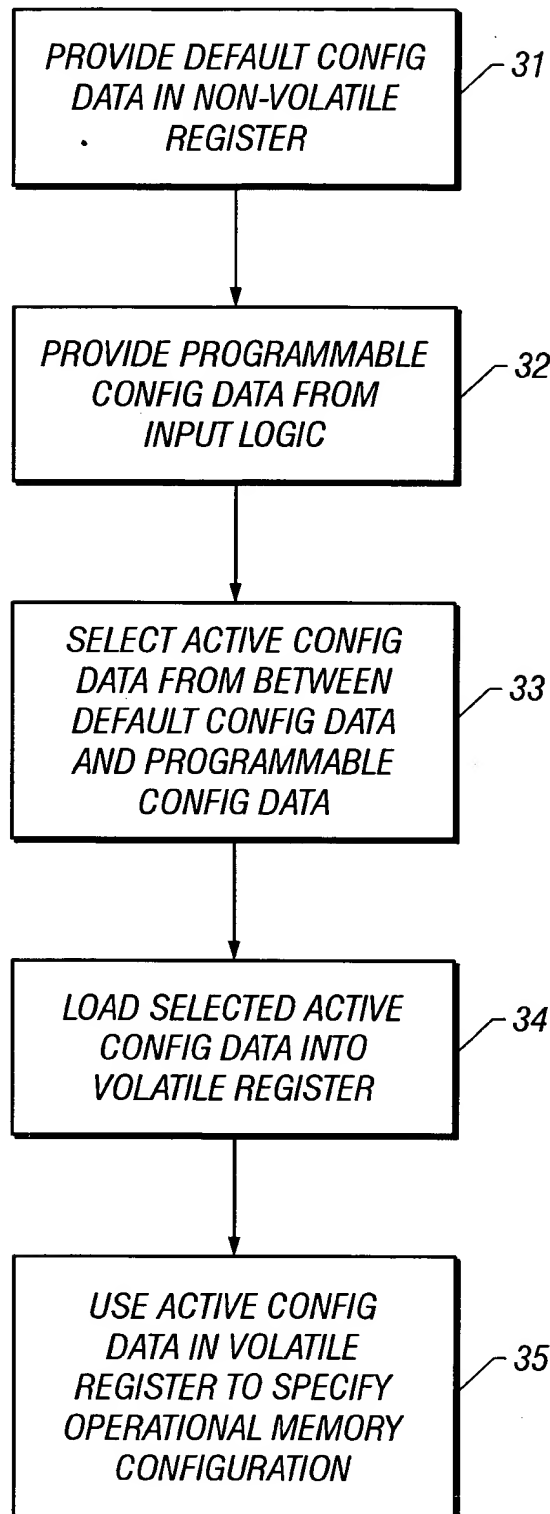 PROVIDE DEFAULT CONFIG
DATA IN NON-VOLATILE
REGISTER
31
PROVIDE PROGRAMMABLE
CONFIG DATA FROM
INPUT LOGIC
32
SELECT ACTIVE CONFIG
DATA FROM BETWEEN
DEFAULT CONFIG DATA
AND PROGRAMMABLE
CONFIG DATA
33
LOAD SELECTED ACTIVE
CONFIG DATA INTO
VOLATILE REGISTER
34
USE ACTIVE CONFIG
DATA IN VOLATILE
REGISTER TO SPECIFY
OPERATIONAL MEMORY
CONFIGURATION
35